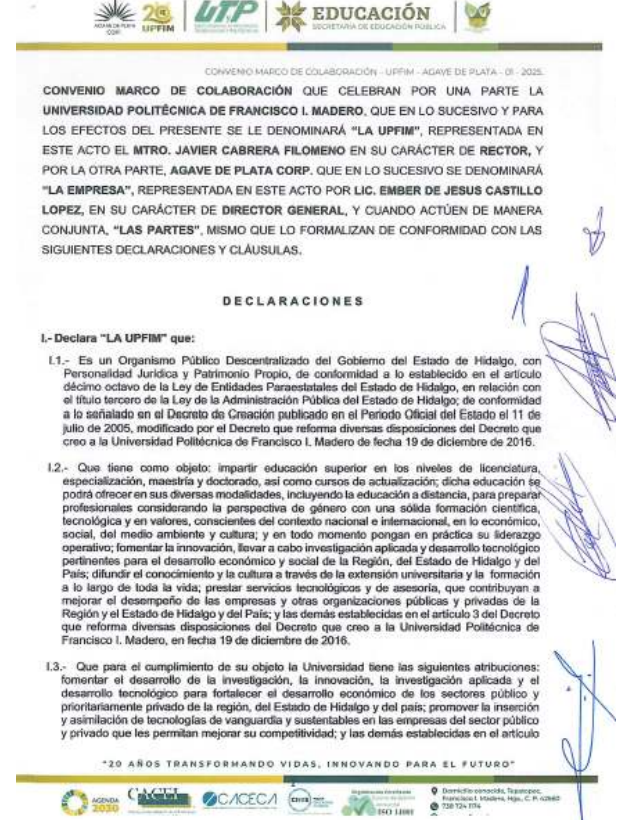 AGAVE DE PLATA
CORP.
20
UPFIM
UTP
EDUCACIÓN
SECRETARÍA DE EDUCACIÓN PÚBLICA
CONVENIO MARCO DE COLABORACIÓN - UPFIM - AGAVE DE PLATA - 01 - 2025.
CONVENIO MARCO DE COLABORACIÓN QUE CELEBRAN POR UNA PARTE LA
UNIVERSIDAD POLITÉCNICA DE FRANCISCO I. MADERO, QUE EN LO SUCESIVO Y PARA
LOS EFECTOS DEL PRESENTE SE LE DENOMINARÁ “LA UPFIM”, REPRESENTADA EN
ESTE ACTO EL MTRO. JAVIER CABRERA FILOMENO EN SU CARÁCTER DE RECTOR, Y
POR LA OTRA PARTE, AGAVE DE PLATA CORP. QUE EN LO SUCESIVO SE DENOMINARÁ
“LA EMPRESA”, REPRESENTADA EN ESTE ACTO POR LIC. EMBER DE JESUS CASTILLO
LOPEZ, EN SU CARÁCTER DE DIRECTOR GENERAL, Y CUANDO ACTÚEN DE MANERA
CONJUNTA, “LAS PARTES”, MISMO QUE LO FORMALIZAN DE CONFORMIDAD CON LAS
SIGUIENTES DECLARACIONES Y CLÁUSULAS.
DECLARACIONES
I.- Declara “LA UPFIM” que:
I.1.- Es un Organismo Público Descentralizado del Gobierno del Estado de Hidalgo, con
Personalidad Jurídica y Patrimonio Propio, de conformidad a lo establecido en el artículo
décimo octavo de la Ley de Entidades Paraestatales del Estado de Hidalgo, en relación con
el título tercero de la Ley de la Administración Pública del Estado de Hidalgo; de conformidad
a lo señalado en el Decreto de Creación publicado en el Periodo Oficial del Estado el 11 de
julio de 2005, modificado por el Decreto que reforma diversas disposiciones del Decreto que
creo a la Universidad Politécnica de Francisco I. Madero de fecha 19 de diciembre de 2016.
I.2.- Que tiene como objeto: impartir educación superior en los niveles de licenciatura,
especialización, maestría y doctorado, así como cursos de actualización; dicha educación se
podrá ofrecer en sus diversas modalidades, incluyendo la educación a distancia, para preparar
profesionales considerando la perspectiva de género con una sólida formación científica,
tecnológica y en valores, conscientes del contexto nacional e internacional, en lo económico,
social, del medio ambiente y cultura; y en todo momento pongan en práctica su liderazgo
operativo; fomentar la innovación, llevar a cabo investigación aplicada y desarrollo tecnológico
pertinentes para el desarrollo económico y social de la Región, del Estado de Hidalgo y del
País; difundir el conocimiento y la cultura a través de la extensión universitaria y la formación
a lo largo de toda la vida; prestar servicios tecnológicos y de asesoría, que contribuyan a
mejorar el desempeño de las empresas y otras organizaciones públicas y privadas de la
Región y el Estado de Hidalgo y del País; y las demás establecidas en el artículo 3 del Decreto
que reforma diversas disposiciones del Decreto que creo a la Universidad Politécnica de
Francisco I. Madero, en fecha 19 de diciembre de 2016.
I.3.- Que para el cumplimiento de su objeto la Universidad tiene las siguientes atribuciones:
fomentar el desarrollo de la investigación, la innovación, la investigación aplicada y el
desarrollo tecnológico para fortalecer el desarrollo económico de los sectores público y
prioritariamente privado de la región, del Estado de Hidalgo y del país; promover la inserción
y asimilación de tecnologías de vanguardia y sustentables en las empresas del sector público
y privado que les permitan mejorar su competitividad; y las demás establecidas en el artículo
"20 AÑOS TRANSFORMANDO VIDAS, INNOVANDO PARA EL FUTURO"
AGENDA
2030
CACEI
CACECA
CIEES
ISO 14001
Domicilio conocido, Tepatepec,
Francisco I. Madero, Hgo., C. P. 42660
738 724 1174